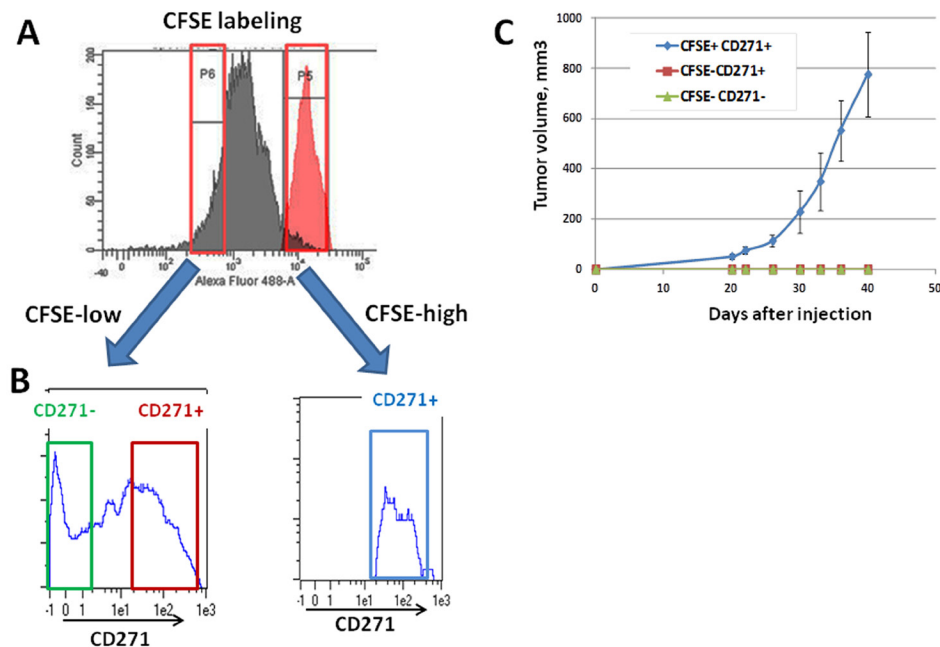 A
CFSE labeling
P6
P5
Count
200
150
100
50
0
-40
0
10^2
10^3
10^4
10^5
Alexa Fluor 488-A
CFSE-low
CFSE-high
B
CD271-
CD271+
-1 0 1 1e1 1e2 1e3
CD271
CD271+
-1 0 1 1e1 1e2 1e3
CD271
C
CFSE+ CD271+
CFSE-CD271+
CFSE- CD271-
Tumor volume, mm3
1000
800
600
400
200
0
0 10 20 30 40 50
Days after injection